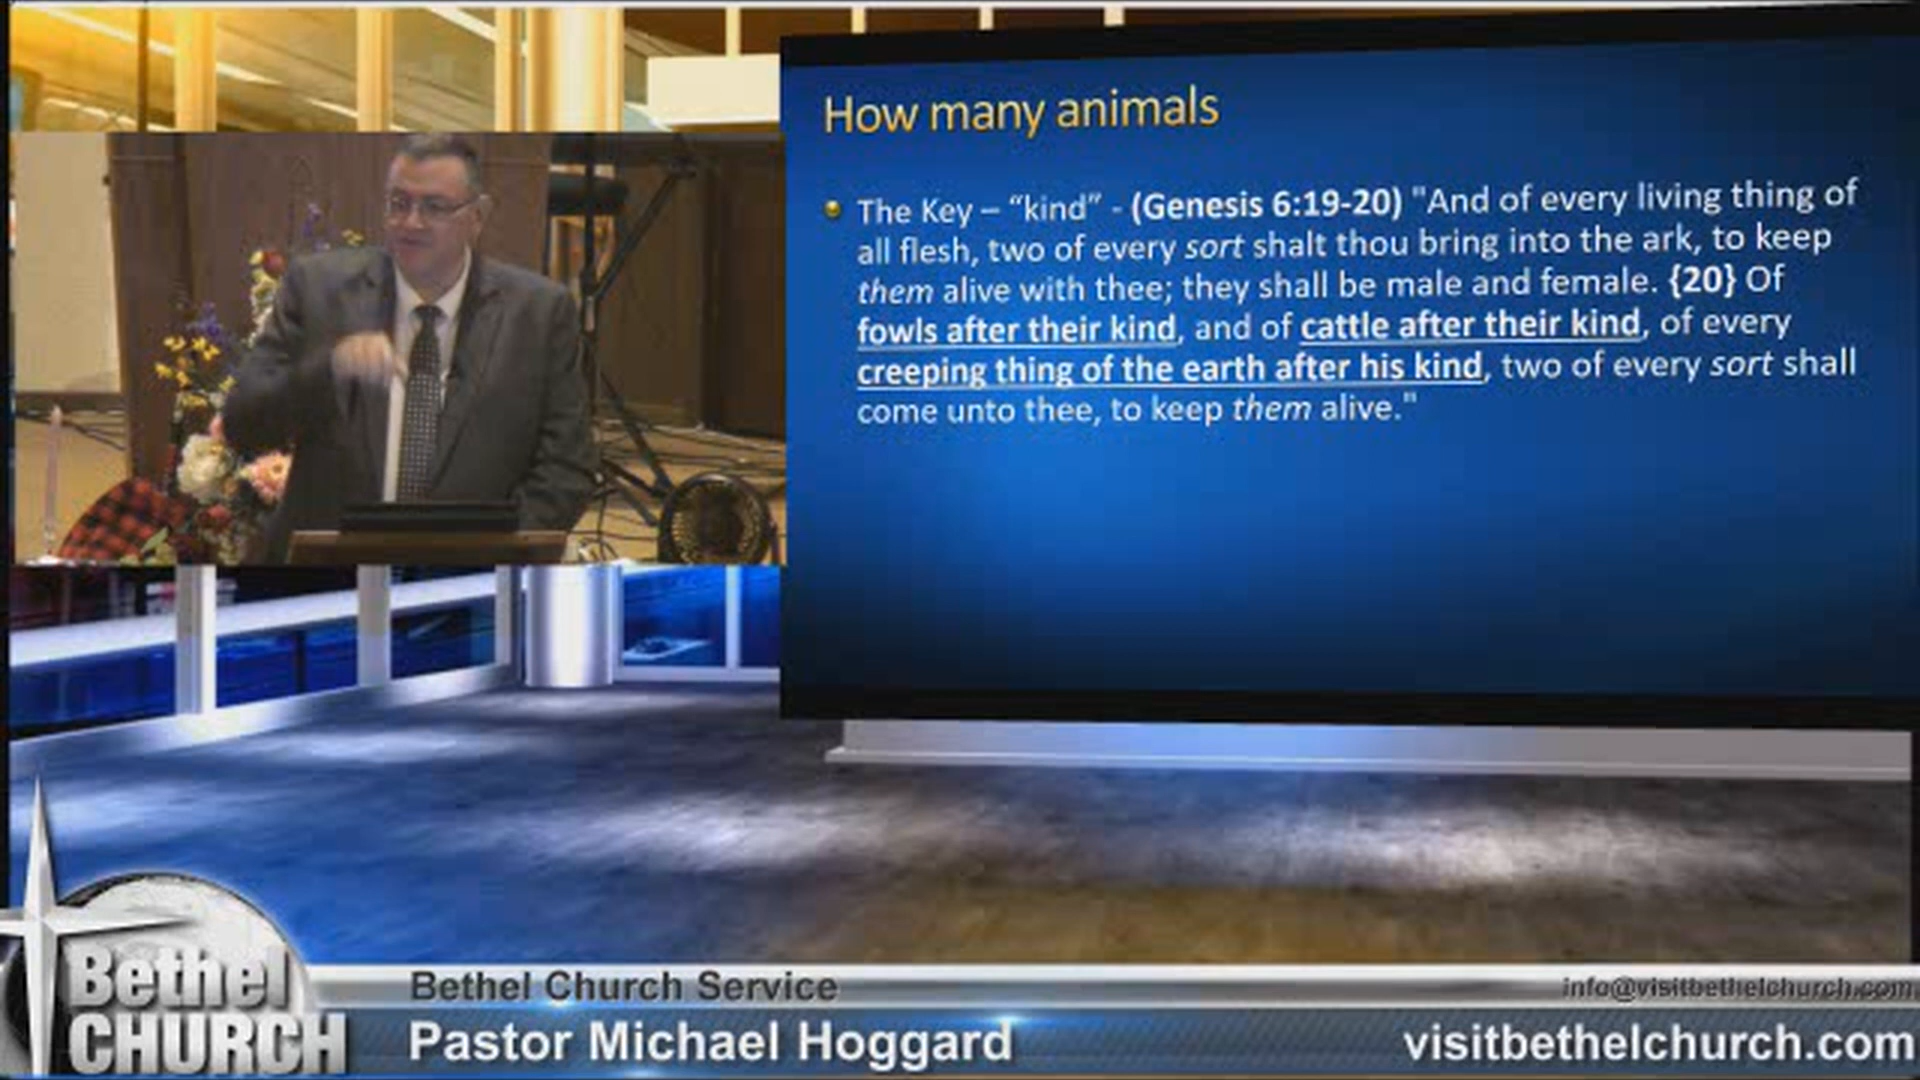 How many animals
The Key – “kind” - (Genesis 6:19-20) "And of every living thing of
all flesh, two of every sort shalt thou bring into the ark, to keep
them alive with thee; they shall be male and female. {20} Of
fowls after their kind, and of cattle after their kind, of every
creeping thing of the earth after his kind, two of every sort shall
come unto thee, to keep them alive."
Bethel
CHURCH
Bethel Church Service
info@visitbethelchurch.com
Pastor Michael Hoggard
visitbethelchurch.com